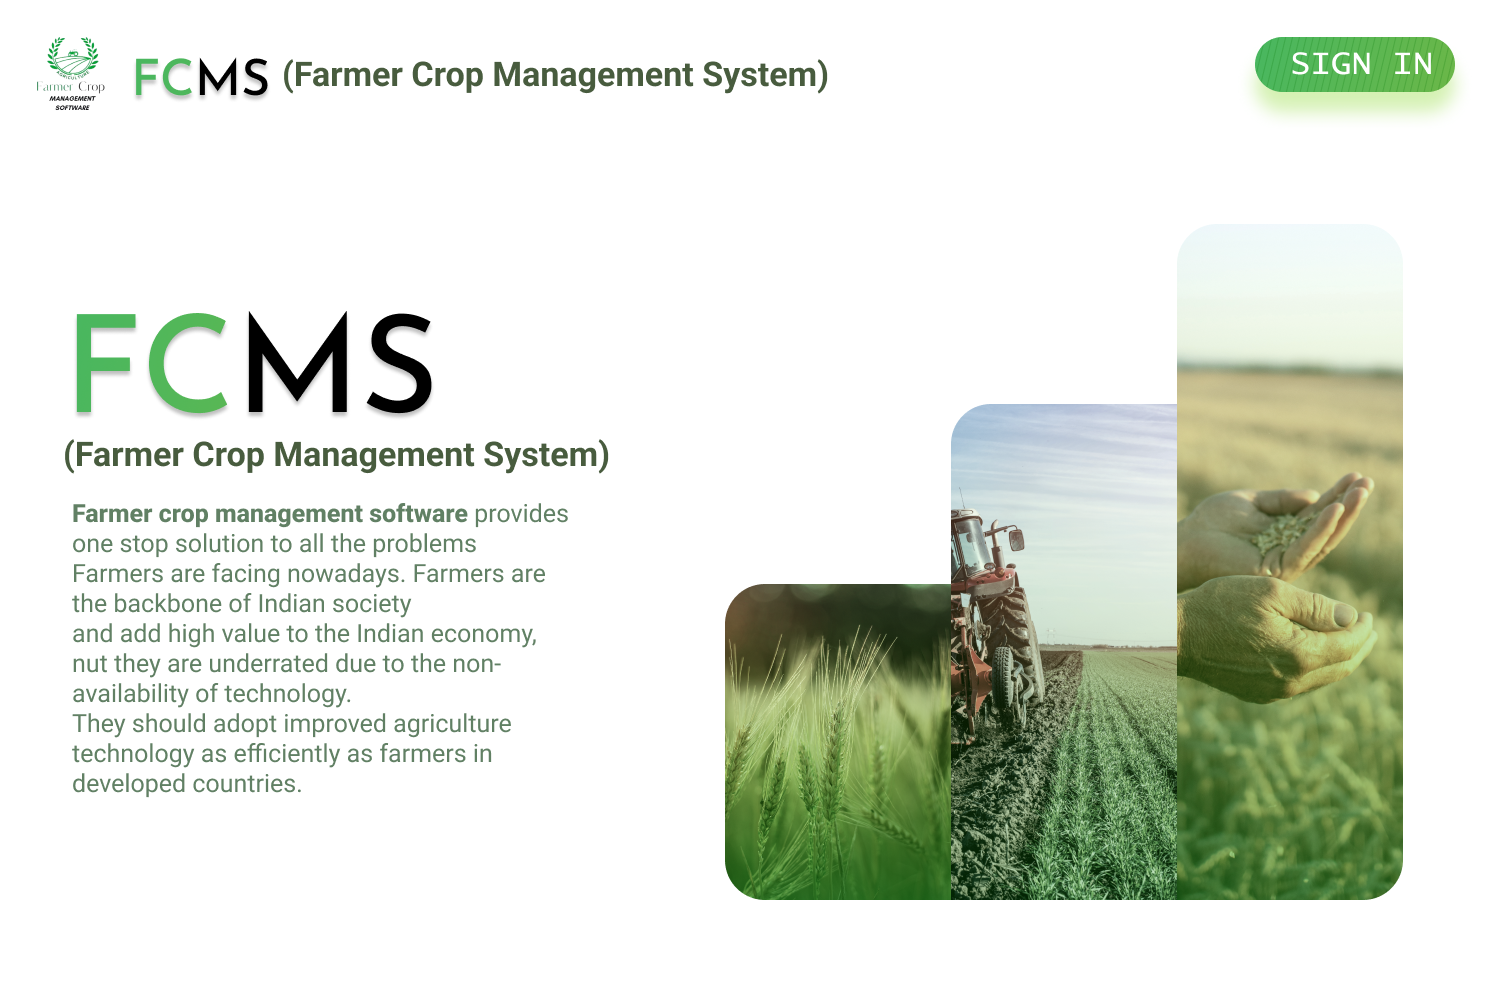 AGRICULTURE
Farmer Crop
MANAGEMENT
SOFTWARE
FCMS (Farmer Crop Management System)
SIGN IN
FCMS
(Farmer Crop Management System)
Farmer crop management software provides
one stop solution to all the problems
Farmers are facing nowadays. Farmers are
the backbone of Indian society
and add high value to the Indian economy,
nut they are underrated due to the non-
availability of technology.
They should adopt improved agriculture
technology as efficiently as farmers in
developed countries.